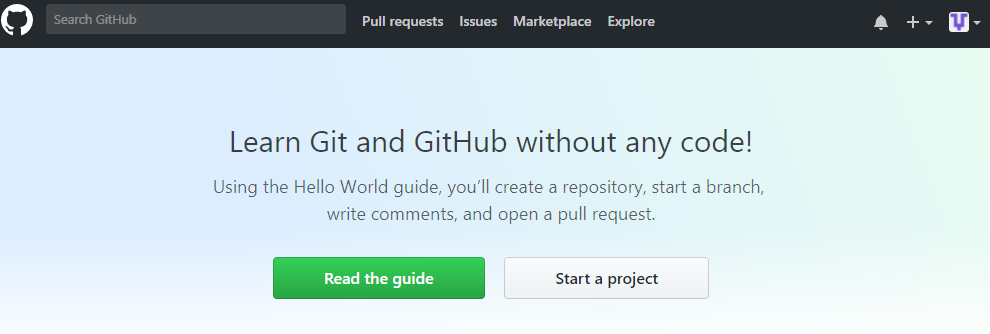 Search GitHub Pull requests Issues Marketplace Explore
Learn Git and GitHub without any code!
Using the Hello World guide, you’ll create a repository, start a branch,
write comments, and open a pull request.
Read the guide Start a project